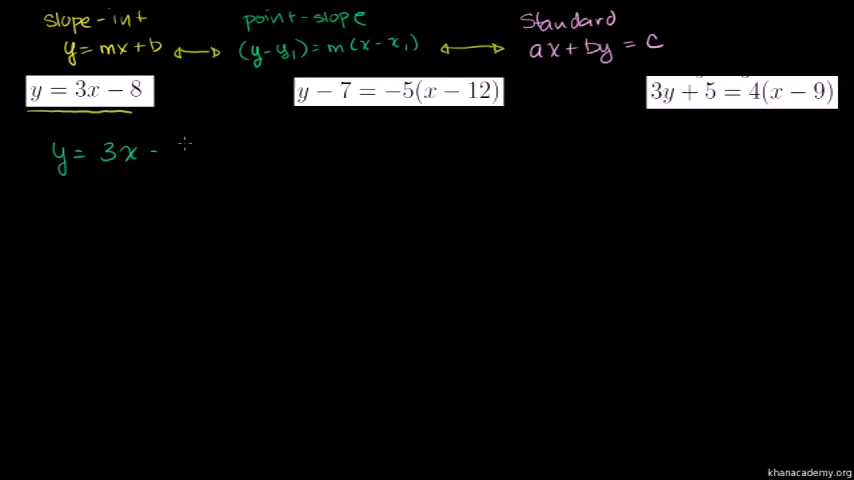 slope-int point-slope Standard
y = mx + b (y - y₁) = m(x - x₁) ax + by = c
y = 3x − 8 y − 7 = −5(x − 12) 3y + 5 = 4(x − 9)
y = 3x -
khanacademy.org